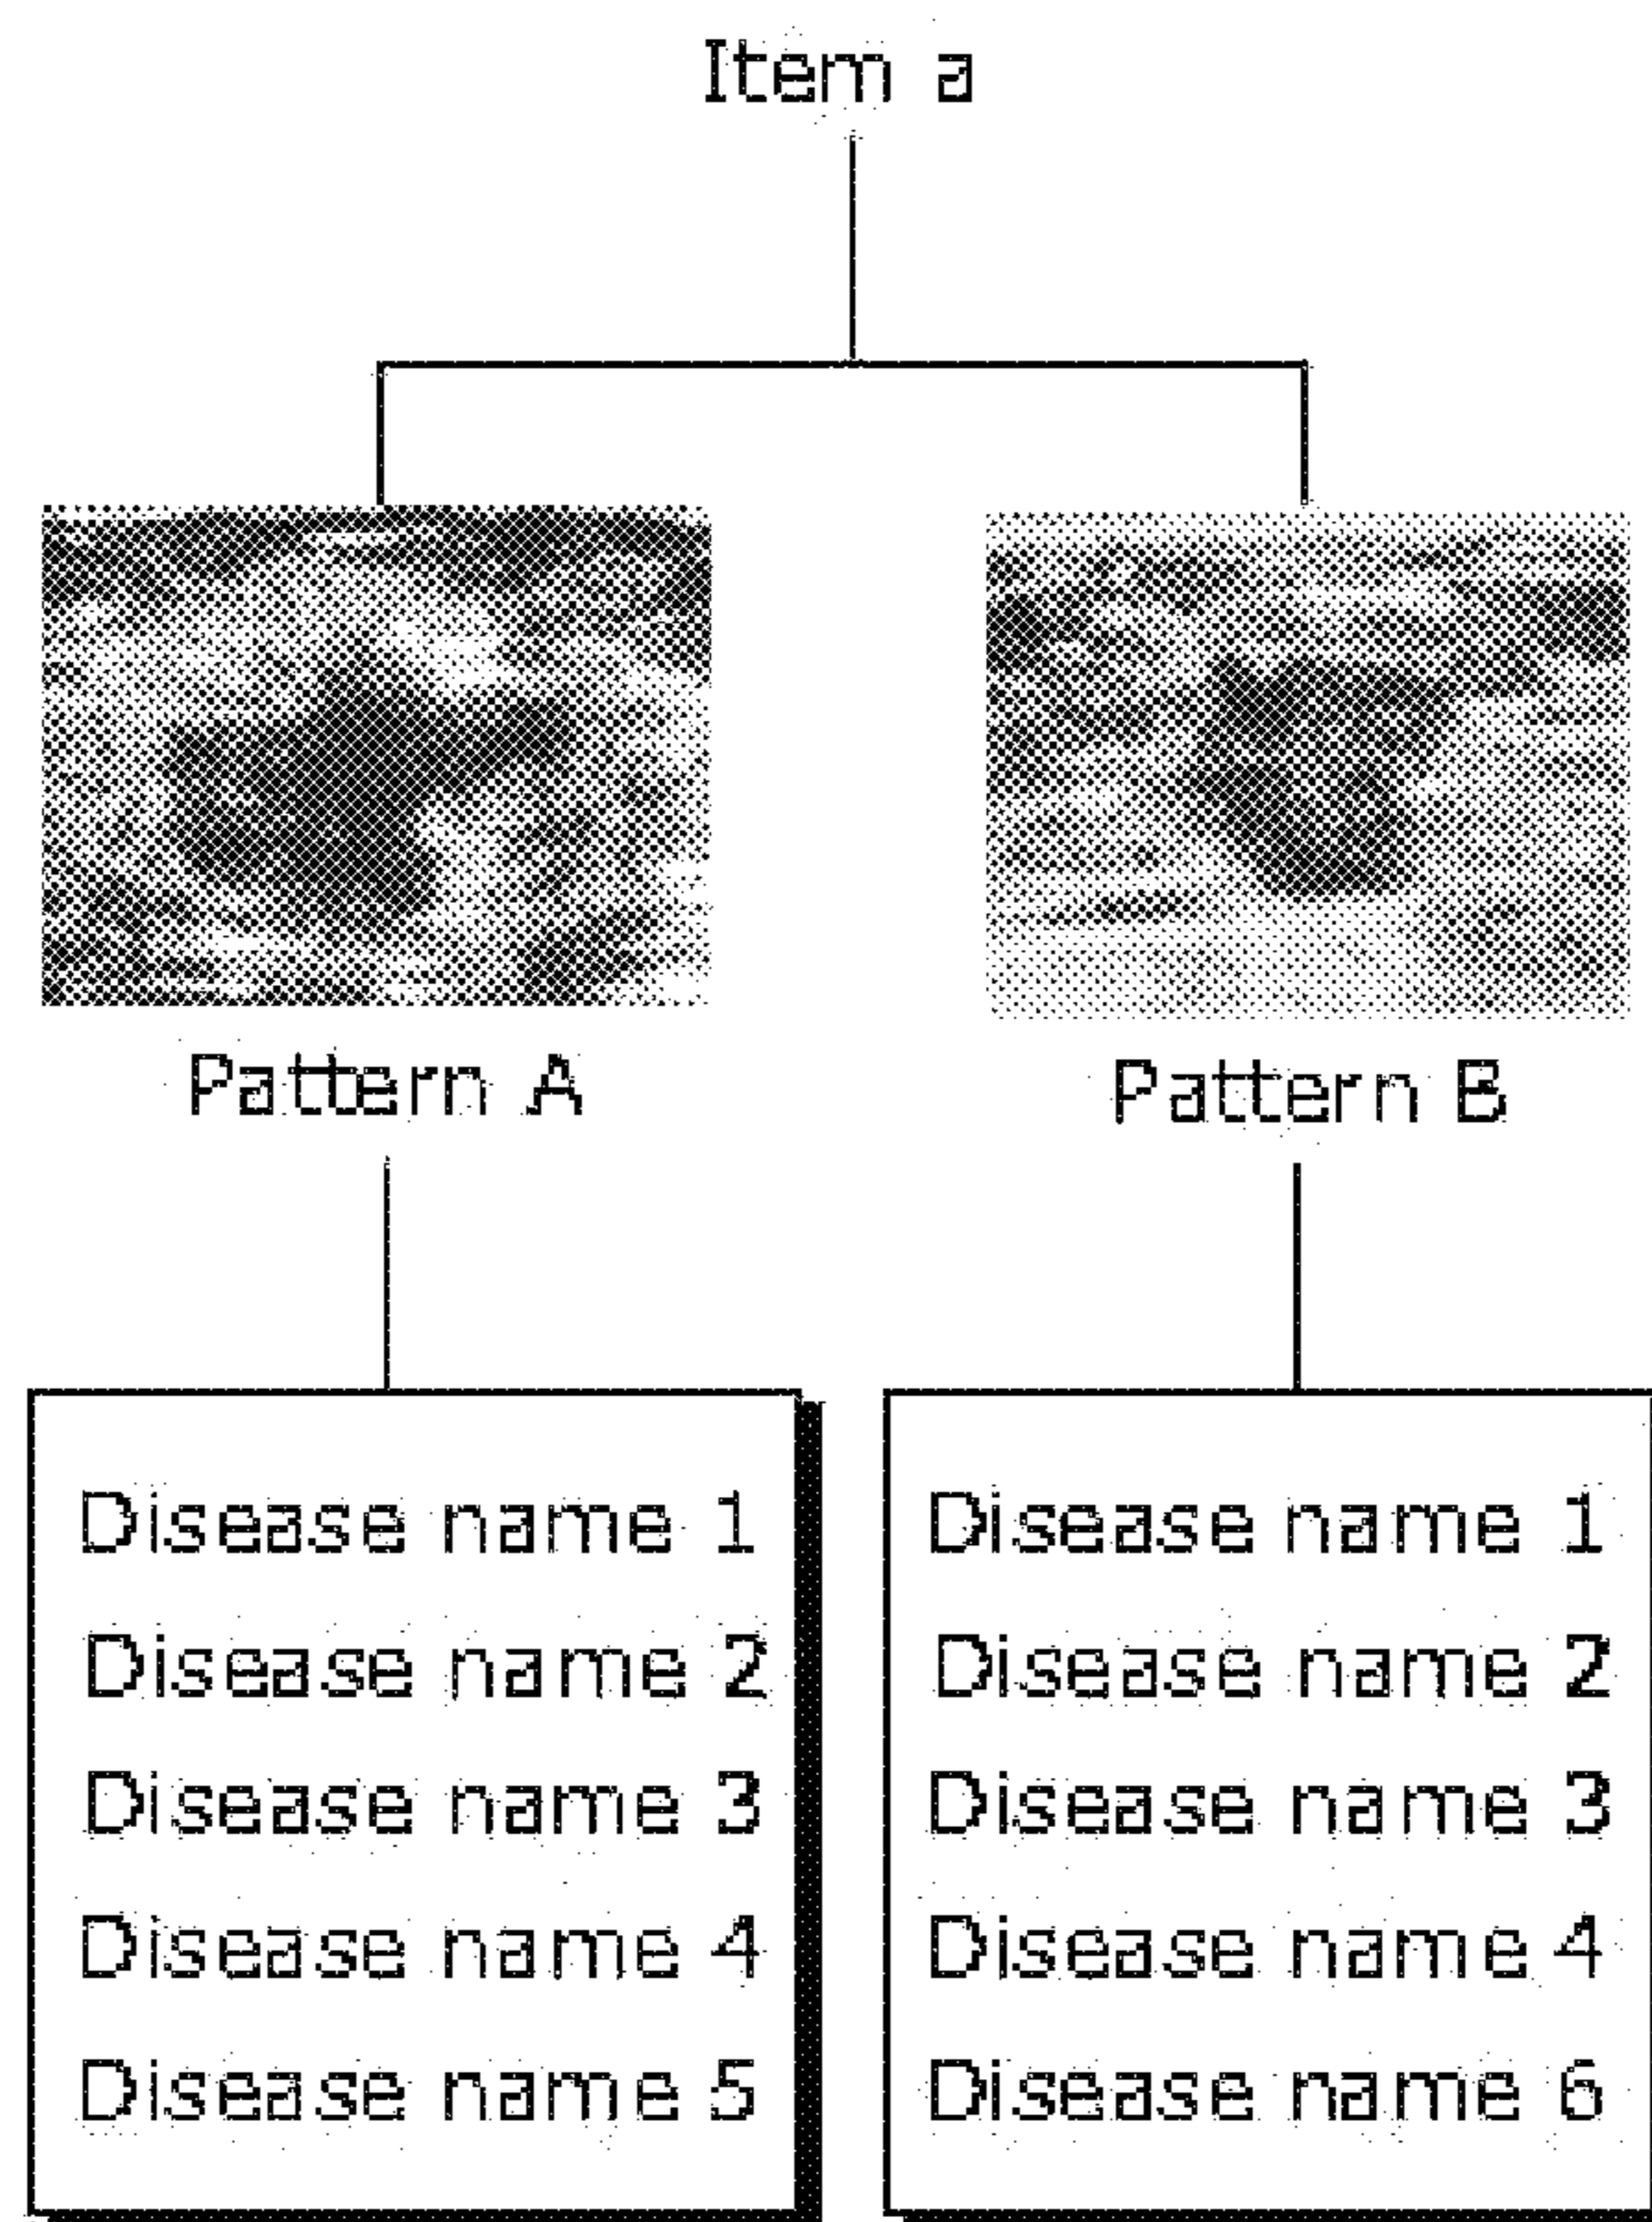 Item a
Pattern A
Pattern B
Disease name 1
Disease name 2
Disease name 3
Disease name 4
Disease name 5
Disease name 1
Disease name 2
Disease name 3
Disease name 4
Disease name 6